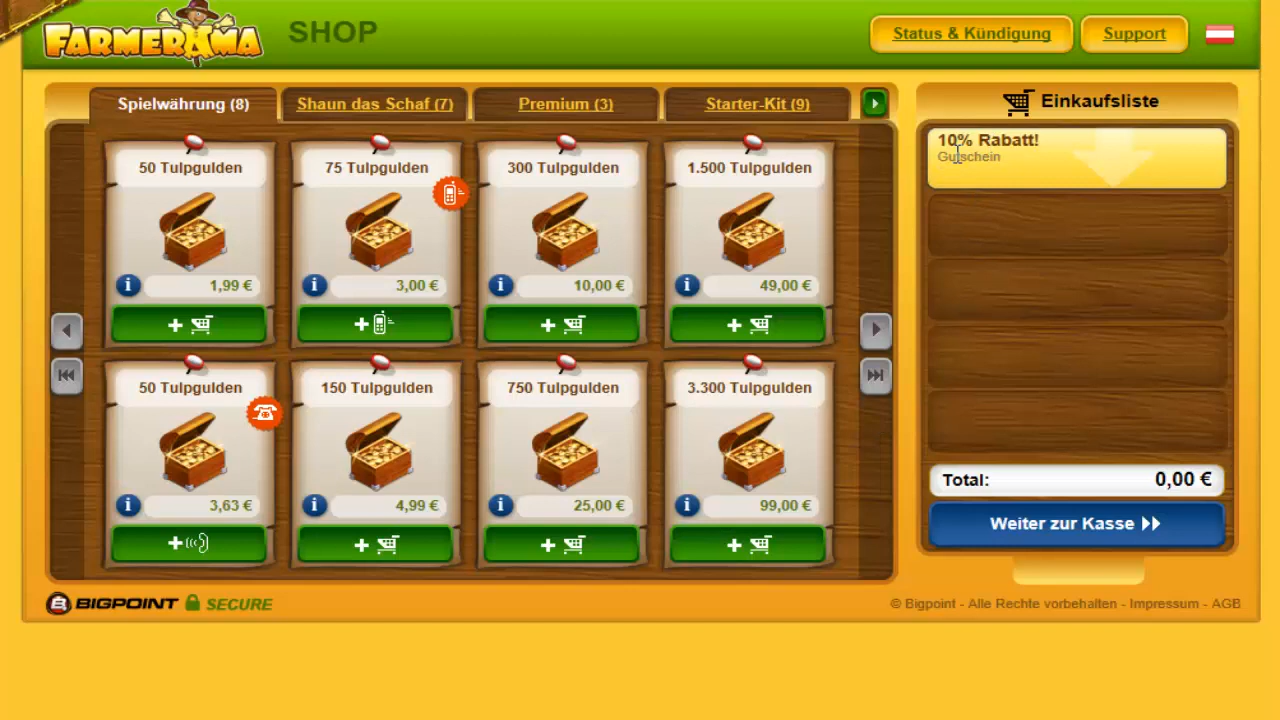 FARMERAMA
SHOP
Status & Kündigung
Support
Spielwährung (8)
Shaun das Schaf (7)
Premium (3)
Starter-Kit (9)
Einkaufsliste
50 Tulpgulden
75 Tulpgulden
300 Tulpgulden
1.500 Tulpgulden
1,99 €
3,00 €
10,00 €
49,00 €
50 Tulpgulden
150 Tulpgulden
750 Tulpgulden
3.300 Tulpgulden
3,63 €
4,99 €
25,00 €
99,00 €
10% Rabatt!
Gutschein
Total: 0,00 €
Weiter zur Kasse
BIGPOINT SECURE
© Bigpoint - Alle Rechte vorbehalten - Impressum - AGB